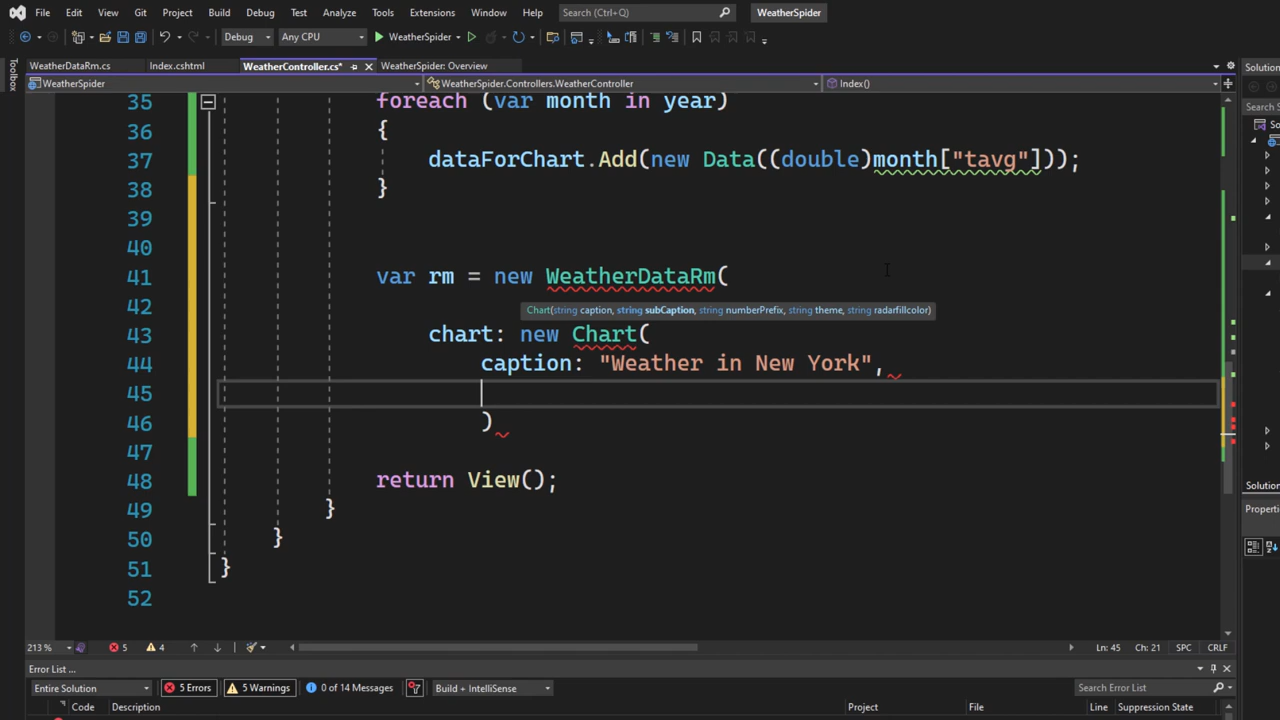 File Edit View Git Project Build Debug Test Analyze Tools Extensions Window Help Search (Ctrl+Q) WeatherSpider
Debug Any CPU WeatherSpider
WeatherDataRm.cs Index.cshtml WeatherController.cs* WeatherSpider: Overview Solution
Toolbox
WeatherSpider WeatherSpider.Controllers.WeatherController Index()
35 foreach (var month in year)
Search S
36 {
So
37 dataForChart.Add(new Data((double)month["tavg"]));
38 }
39
40
41 var rm = new WeatherDataRm(
42 Chart(string caption, string subCaption, string numberPrefix, string theme, string radarfillcolor)
43 chart: new Chart(
44 caption: "Weather in New York",
45
46 )
47
48 return View();
Solution
49 }
Properti
50 }
51 }
52
213 % 5 4 Ln: 45 Ch: 21 SPC CRLF
Error List ...
Entire Solution 5 Errors 5 Warnings 0 of 14 Messages Build + IntelliSense Search Error List
Code Description Project File Line Suppression State